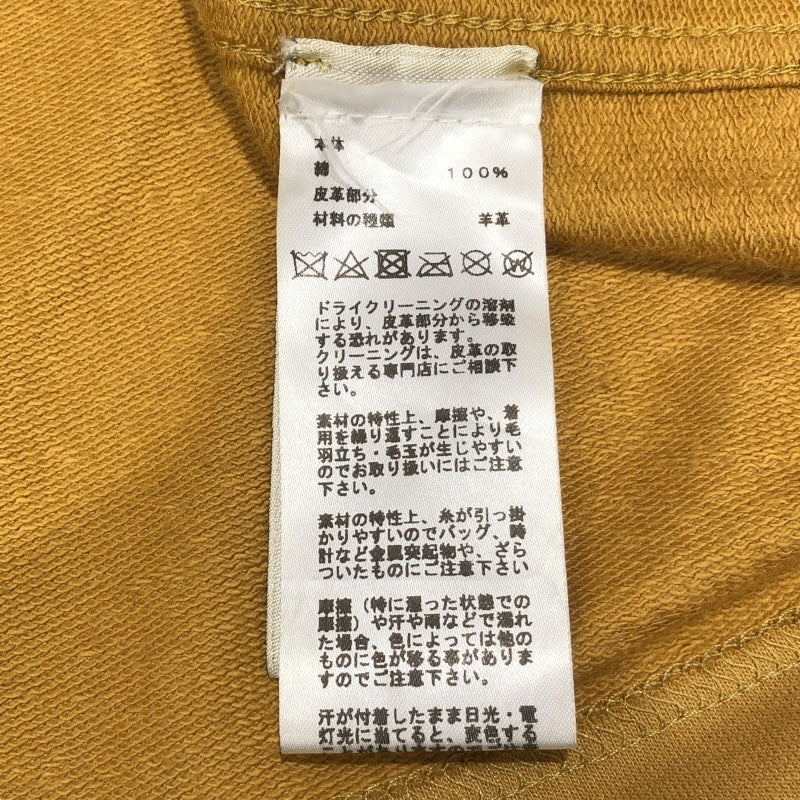 本体
綿 100%
皮革部分
材料の種類 羊革
ドライクリーニングの溶剤
により、皮革部分から移染
する恐れがあります。
クリーニングは、皮革の取
り扱える専門店にご相談下
さい。
素材の特性上、摩擦や、着
用を繰り返すことにより毛
羽立ち・毛玉が生じやすい
のでお取り扱いにはご注意
下さい。
素材の特性上、糸が引っ掛
かりやすいのでバッグ、時
計など金属突起物や、ざら
ついたものにご注意下さい
摩擦(特に湿った状態での
摩擦)や汗や雨などで濡れ
た場合、色によっては他の
ものに色が移る事がありま
すのでご注意下さい。
汗が付着したまま日光・電
灯光に当てると、変色する
ことがありますのでご注意